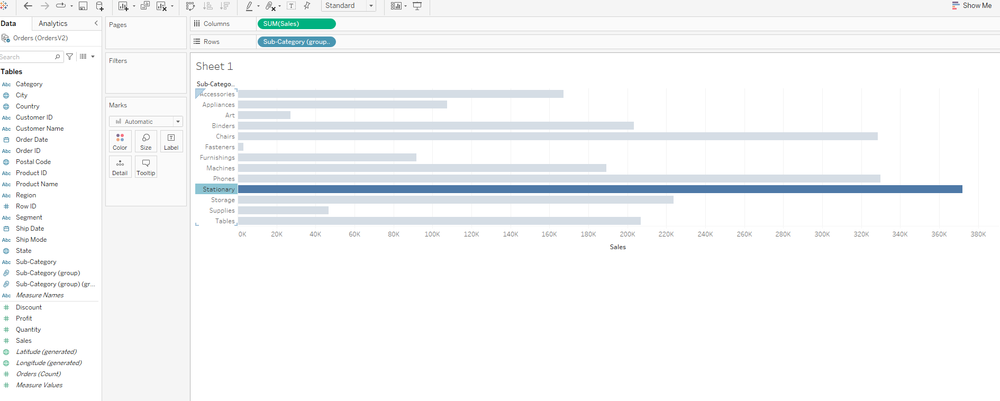 Standard
Show Me
Data
Analytics
Orders (OrdersV2)
Search
Tables
Abc Category
City
Country
Abc Customer ID
Abc Customer Name
Order Date
Abc Order ID
Postal Code
Abc Product ID
Abc Product Name
Abc Region
# Row ID
Abc Segment
Ship Date
Abc Ship Mode
State
Abc Sub-Category
Sub-Category (group)
Sub-Category (group) (gr...
Abc Measure Names
# Discount
# Profit
# Quantity
# Sales
Latitude (generated)
Longitude (generated)
# Orders (Count)
# Measure Values
Pages
Filters
Marks
Automatic
Color Size Label
Detail Tooltip
Columns SUM(Sales)
Rows Sub-Category (group..
Sheet 1
Sub-Catego..
Accessories
Appliances
Art
Binders
Chairs
Fasteners
Furnishings
Machines
Phones
Stationary
Storage
Supplies
Tables
0K 20K 40K 60K 80K 100K 120K 140K 160K 180K 200K 220K 240K 260K 280K 300K 320K 340K 360K 380K
Sales